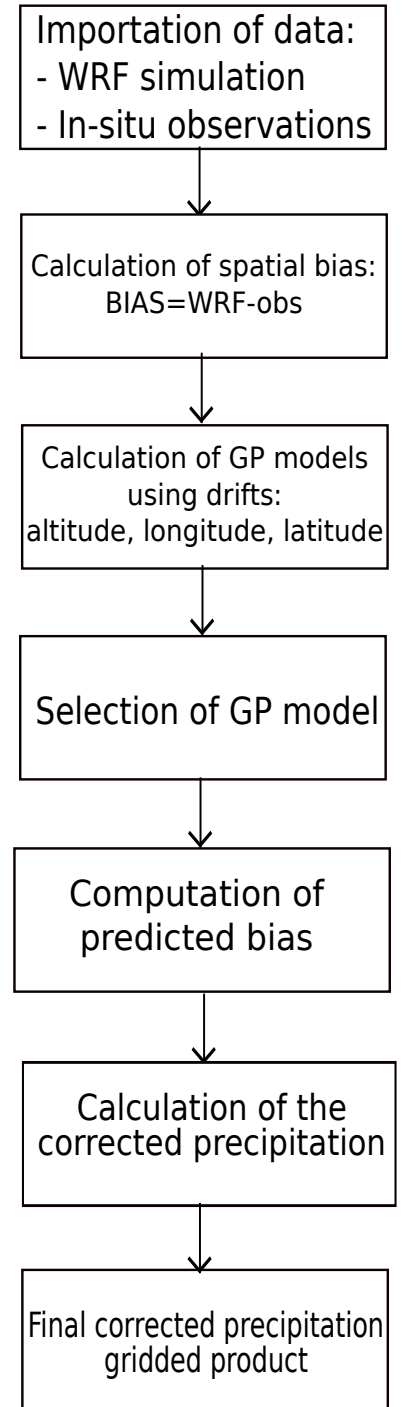 Importation of data:
- WRF simulation
- In-situ observations
Calculation of spatial bias:
BIAS=WRF-obs
Calculation of GP models
using drifts:
altitude, longitude, latitude
Selection of GP model
Computation of
predicted bias
Calculation of the
corrected precipitation
Final corrected precipitation
gridded product